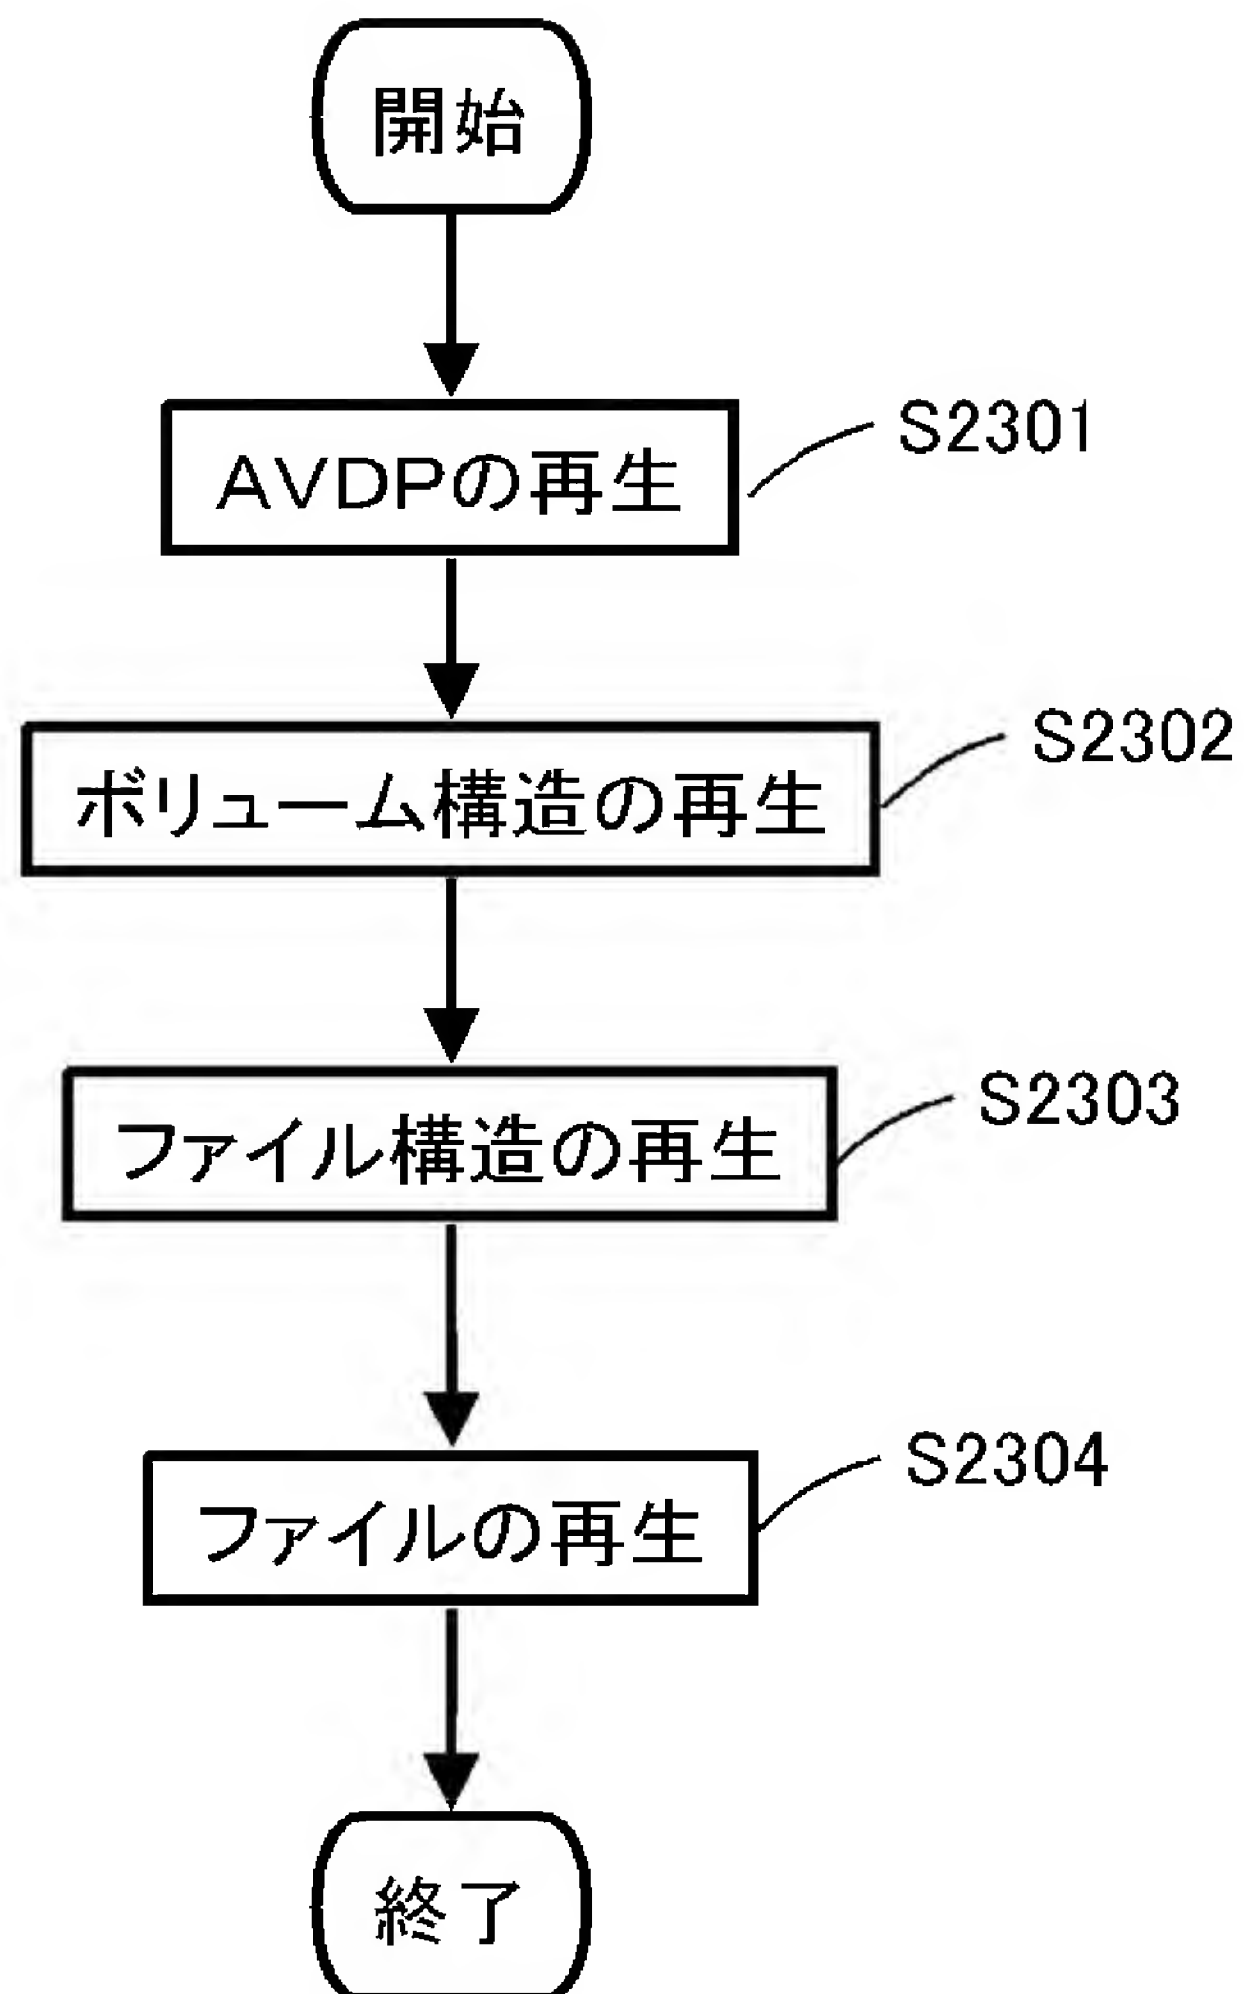 開始
AVDPの再生
S2301
ボリューム構造の再生
S2302
ファイル構造の再生
S2303
ファイルの再生
S2304
終了